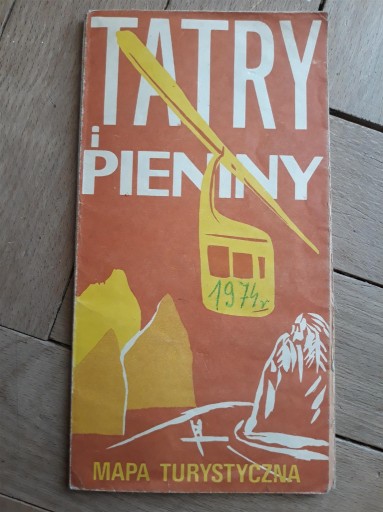 TATRY
i
PIENINY
1974r
MAPA TURYSTYCZNA